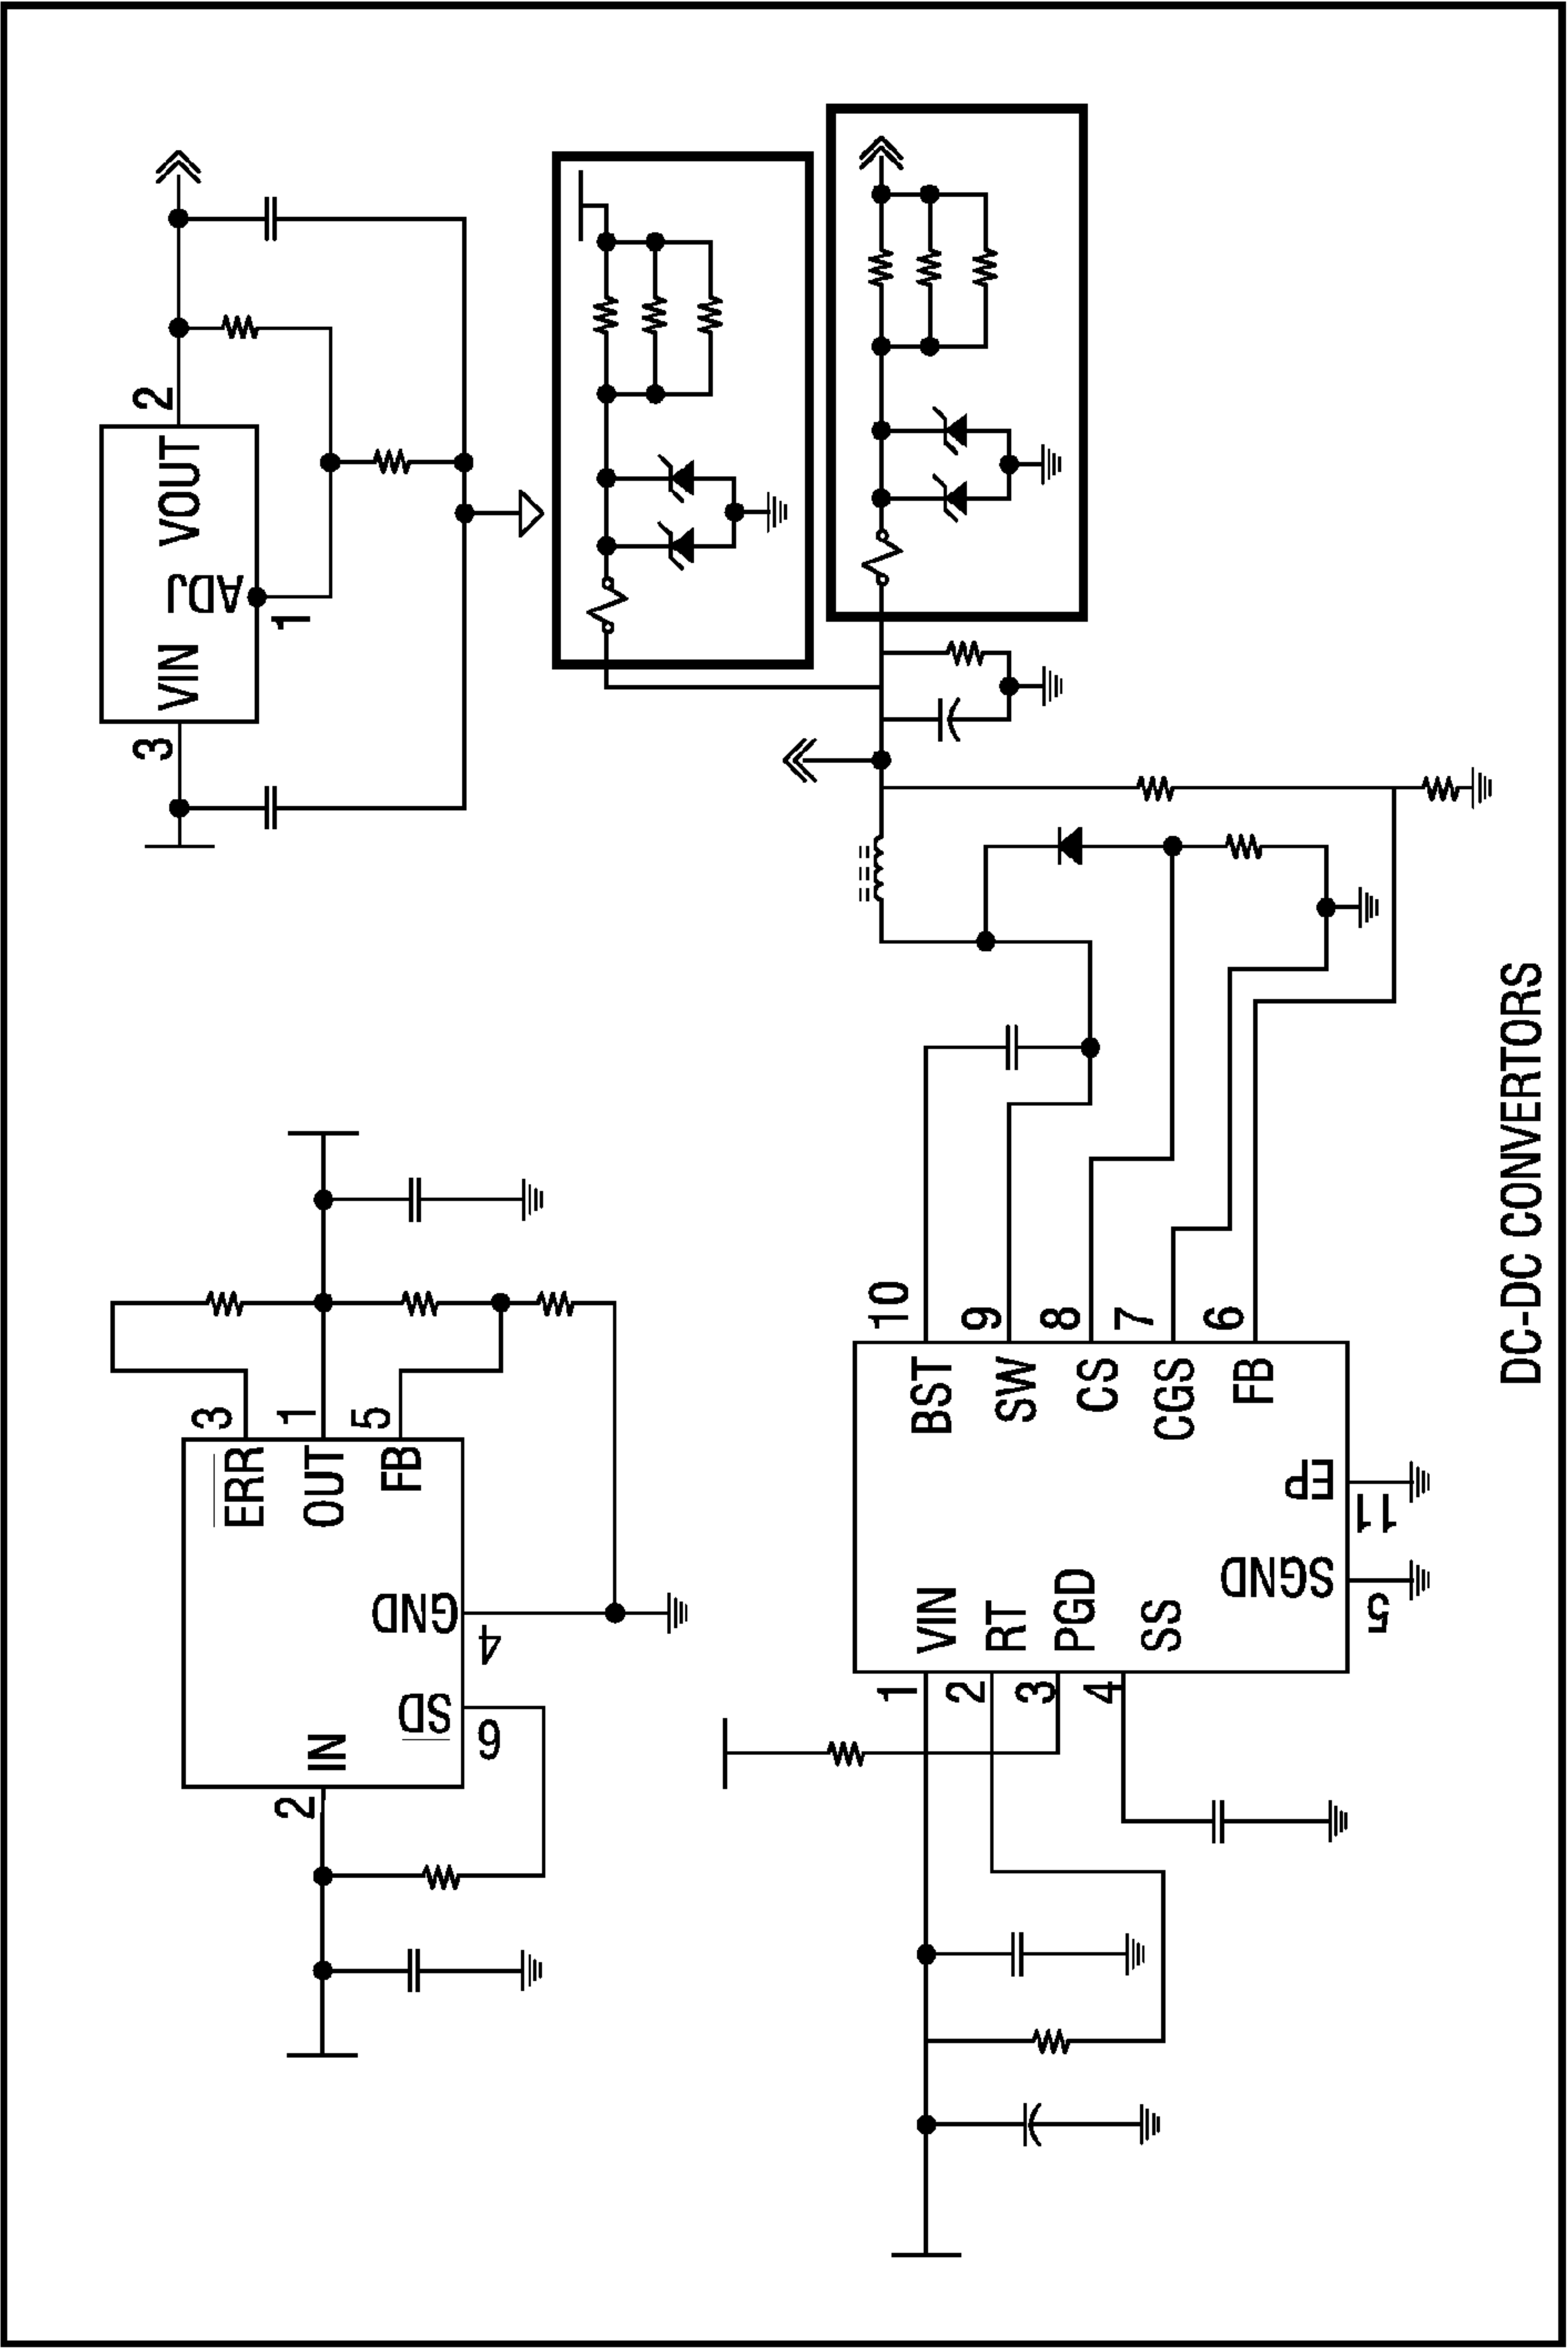 3
VIN
ADJ
1
VOUT
2
2
IN
SD
6
GND
4
ERR
3
OUT
1
FB
5
1
VIN
2
RT
3
PGD
4
SS
SGND
5
EP
11
BST
10
SW
9
CS
8
CGS
7
FB
6
DC-DC CONVERTORS